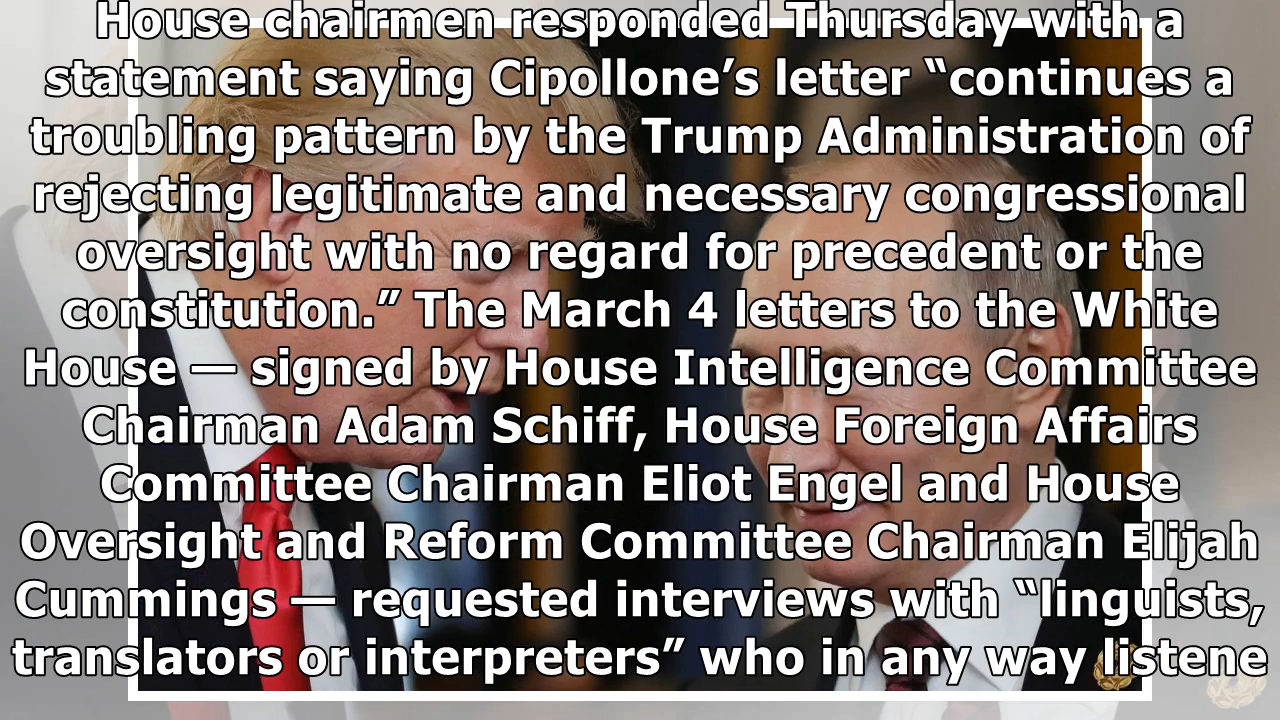 House chairmen responded Thursday with a
statement saying Cipollone’s letter “continues a
troubling pattern by the Trump Administration of
rejecting legitimate and necessary congressional
oversight with no regard for precedent or the
constitution.” The March 4 letters to the White
House — signed by House Intelligence Committee
Chairman Adam Schiff, House Foreign Affairs
Committee Chairman Eliot Engel and House
Oversight and Reform Committee Chairman Elijah
Cummings — requested interviews with “linguists,
translators or interpreters” who in any way listene